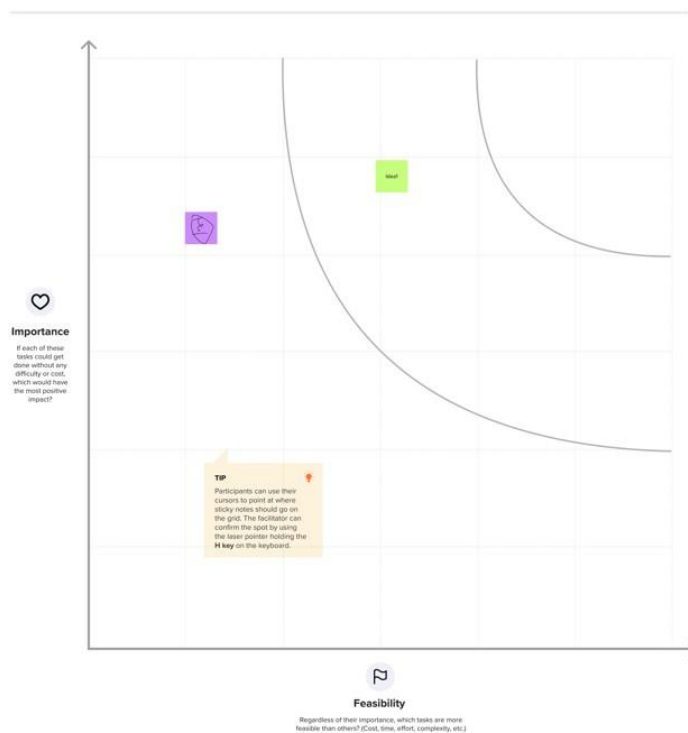 Idea1
Importance
If each of these
tasks could get
done without any
difficulty or cost,
which would have
the most positive
impact?
TIP
Participants can use their
cursors to point at where
sticky notes should go on
the grid. The facilitator can
confirm the spot by using
the laser pointer holding the
H key on the keyboard.
Feasibility
Regardless of their importance, which tasks are more
feasible than others? (Cost, time, effort, complexity, etc.)